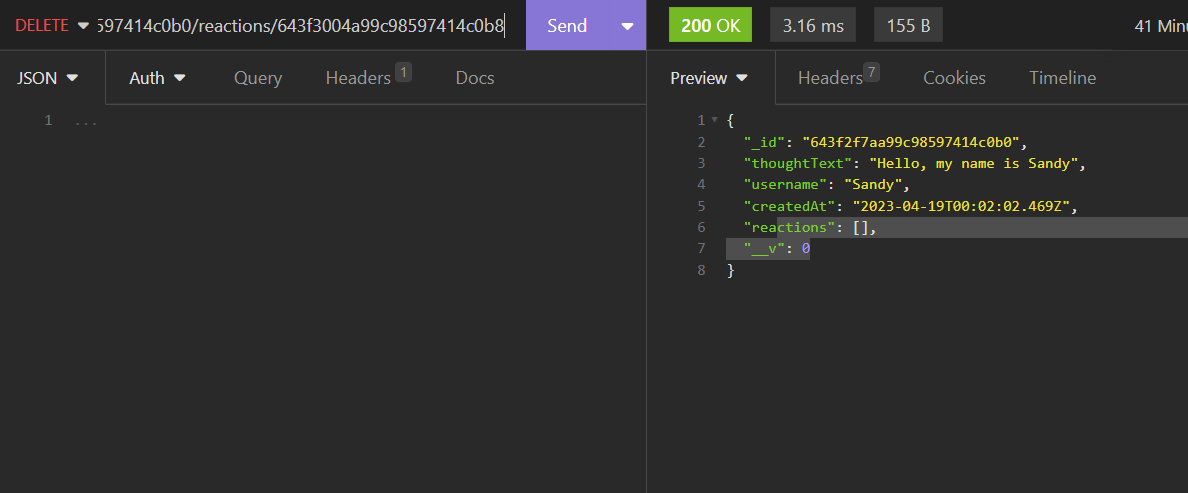 DELETE 597414c0b0/reactions/643f3004a99c98597414c0b8 Send 200 OK 3.16 ms 155 B 41 Minu
JSON Auth Query Headers 1 Docs Preview Headers 7 Cookies Timeline
1 ...
1 {
2 "_id": "643f2f7aa99c98597414c0b0",
3 "thoughtText": "Hello, my name is Sandy",
4 "username": "Sandy",
5 "createdAt": "2023-04-19T00:02:02.469Z",
6 "reactions": [],
7 "__v": 0
8 }